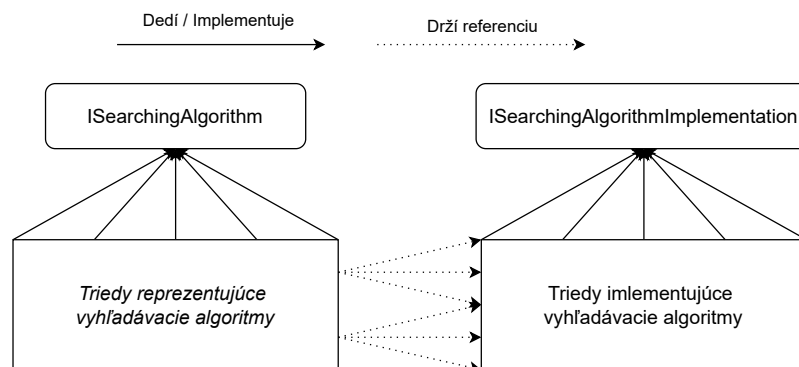 Dedí / Implementuje
Drží referenciu
ISearchingAlgorithm
ISearchingAlgorithmImplementation
Triedy reprezentujúce
vyhľadávacie algoritmy
Triedy imlementujúce
vyhľadávacie algoritmy